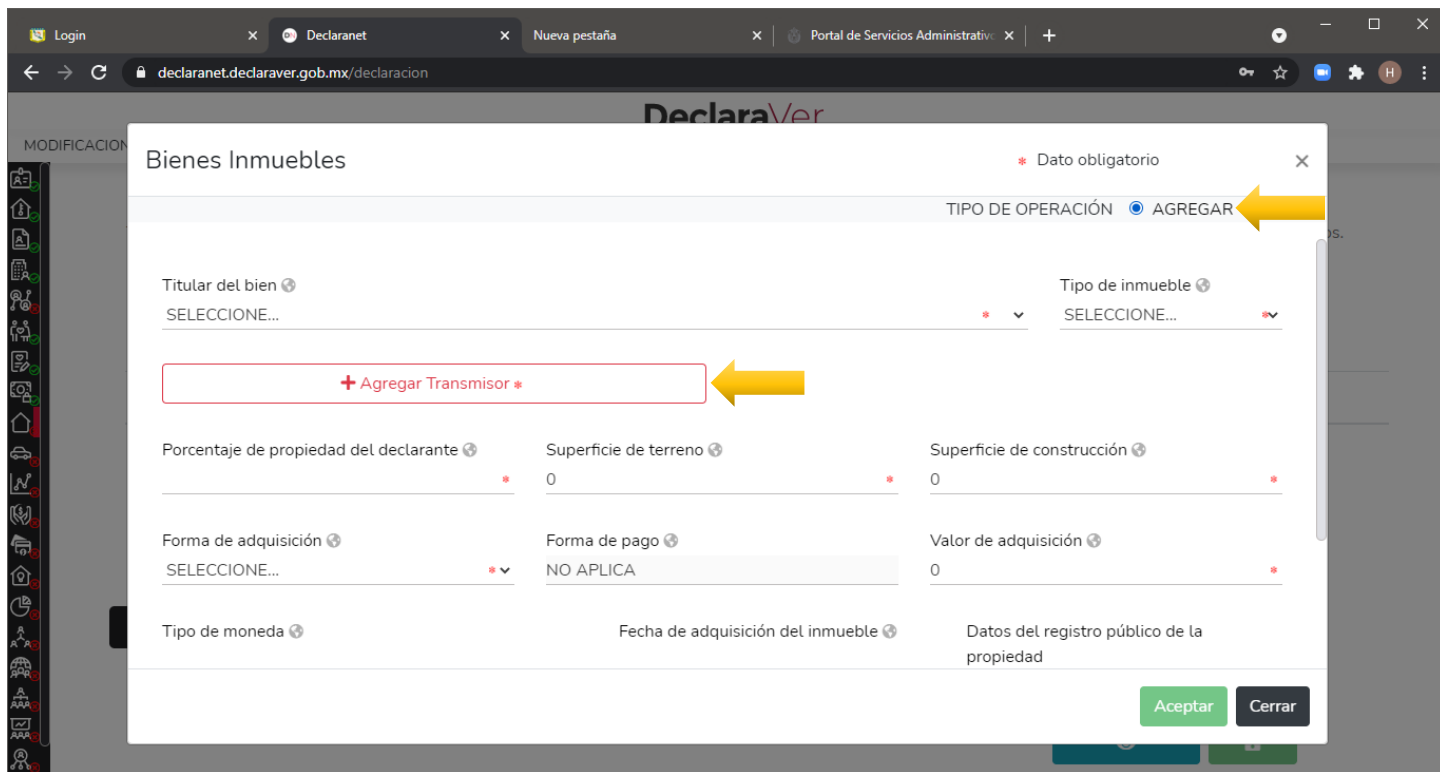 Login
Declaranet
Nueva pestaña
Portal de Servicios Administrativo
declaranet.declaraver.gob.mx/declaracion
H
DeclaraVer
MODIFICACION
Bienes Inmuebles
* Dato obligatorio
TIPO DE OPERACIÓN AGREGAR
os.
Titular del bien
Tipo de inmueble
SELECCIONE... *
SELECCIONE... *
+ Agregar Transmisor *
Porcentaje de propiedad del declarante
Superficie de terreno
Superficie de construcción
*
0 *
0 *
Forma de adquisición
Forma de pago
Valor de adquisición
SELECCIONE... *
NO APLICA
0 *
Tipo de moneda
Fecha de adquisición del inmueble
Datos del registro público de la
propiedad
Aceptar
Cerrar